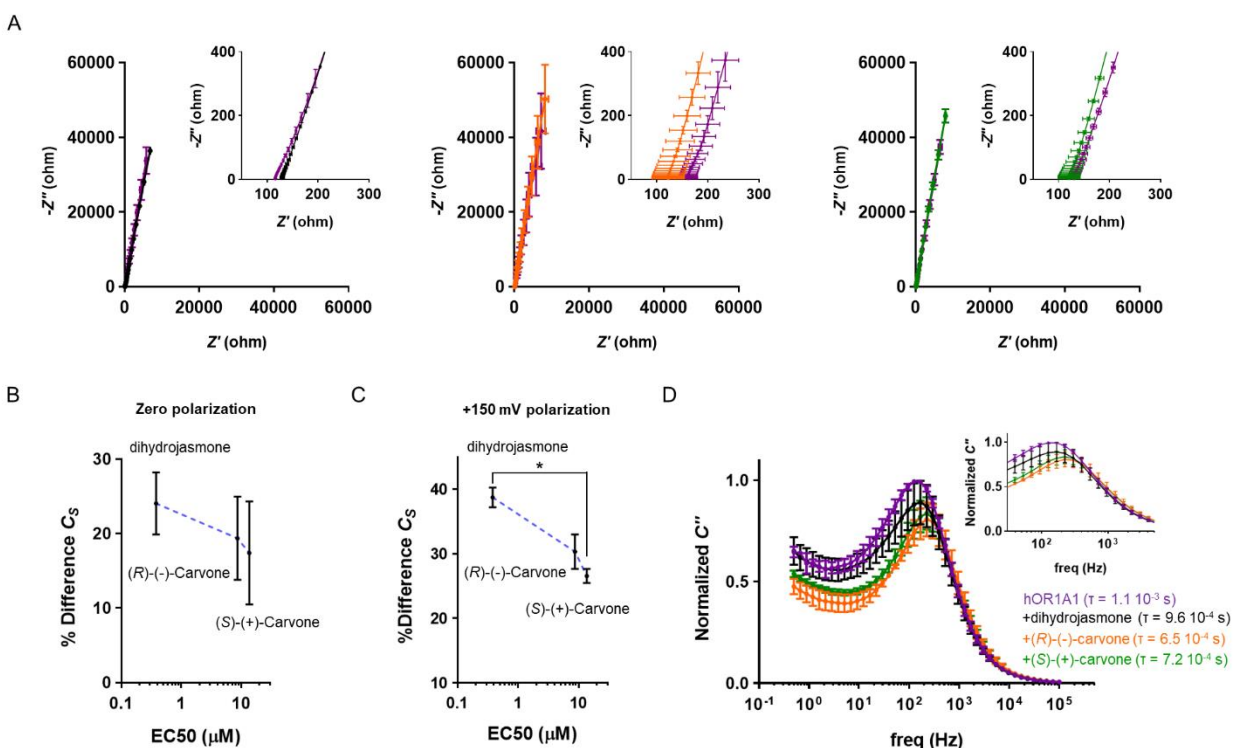 A
60000
40000
20000
0
-Z″ (ohm)
0
20000
40000
60000
Z′ (ohm)
400
200
0
-Z″ (ohm)
100
200
300
Z′ (ohm)
60000
40000
20000
0
-Z″ (ohm)
0
20000
40000
60000
Z′ (ohm)
400
200
0
-Z″ (ohm)
100
200
300
Z′ (ohm)
60000
40000
20000
0
-Z″ (ohm)
0
20000
40000
60000
Z′ (ohm)
400
200
0
-Z″ (ohm)
100
200
300
Z′ (ohm)
B
Zero polarization
dihydrojasmone
30
20
10
0
% Difference Cₛ
(R)-(-)-Carvone
(S)-(+)-Carvone
0.1
1
10
EC50 (µM)
C
+150 mV polarization
dihydrojasmone
*
40
30
20
10
%Difference Cₛ
(R)-(-)-Carvone
(S)-(+)-Carvone
0.1
1
10
EC50 (µM)
D
1.0
0.5
0.0
Normalized C″
10⁻¹
10⁰
10¹
10²
10³
10⁴
10⁵
freq (Hz)
1.0
0.5
0.0
Normalized C″
10²
10³
freq (Hz)
hOR1A1 (τ = 1.1 10⁻³ s)
+dihydrojasmone (τ = 9.6 10⁻⁴ s)
+(R)-(-)-carvone (τ = 6.5 10⁻⁴ s)
+(S)-(+)-carvone (τ = 7.2 10⁻⁴ s)